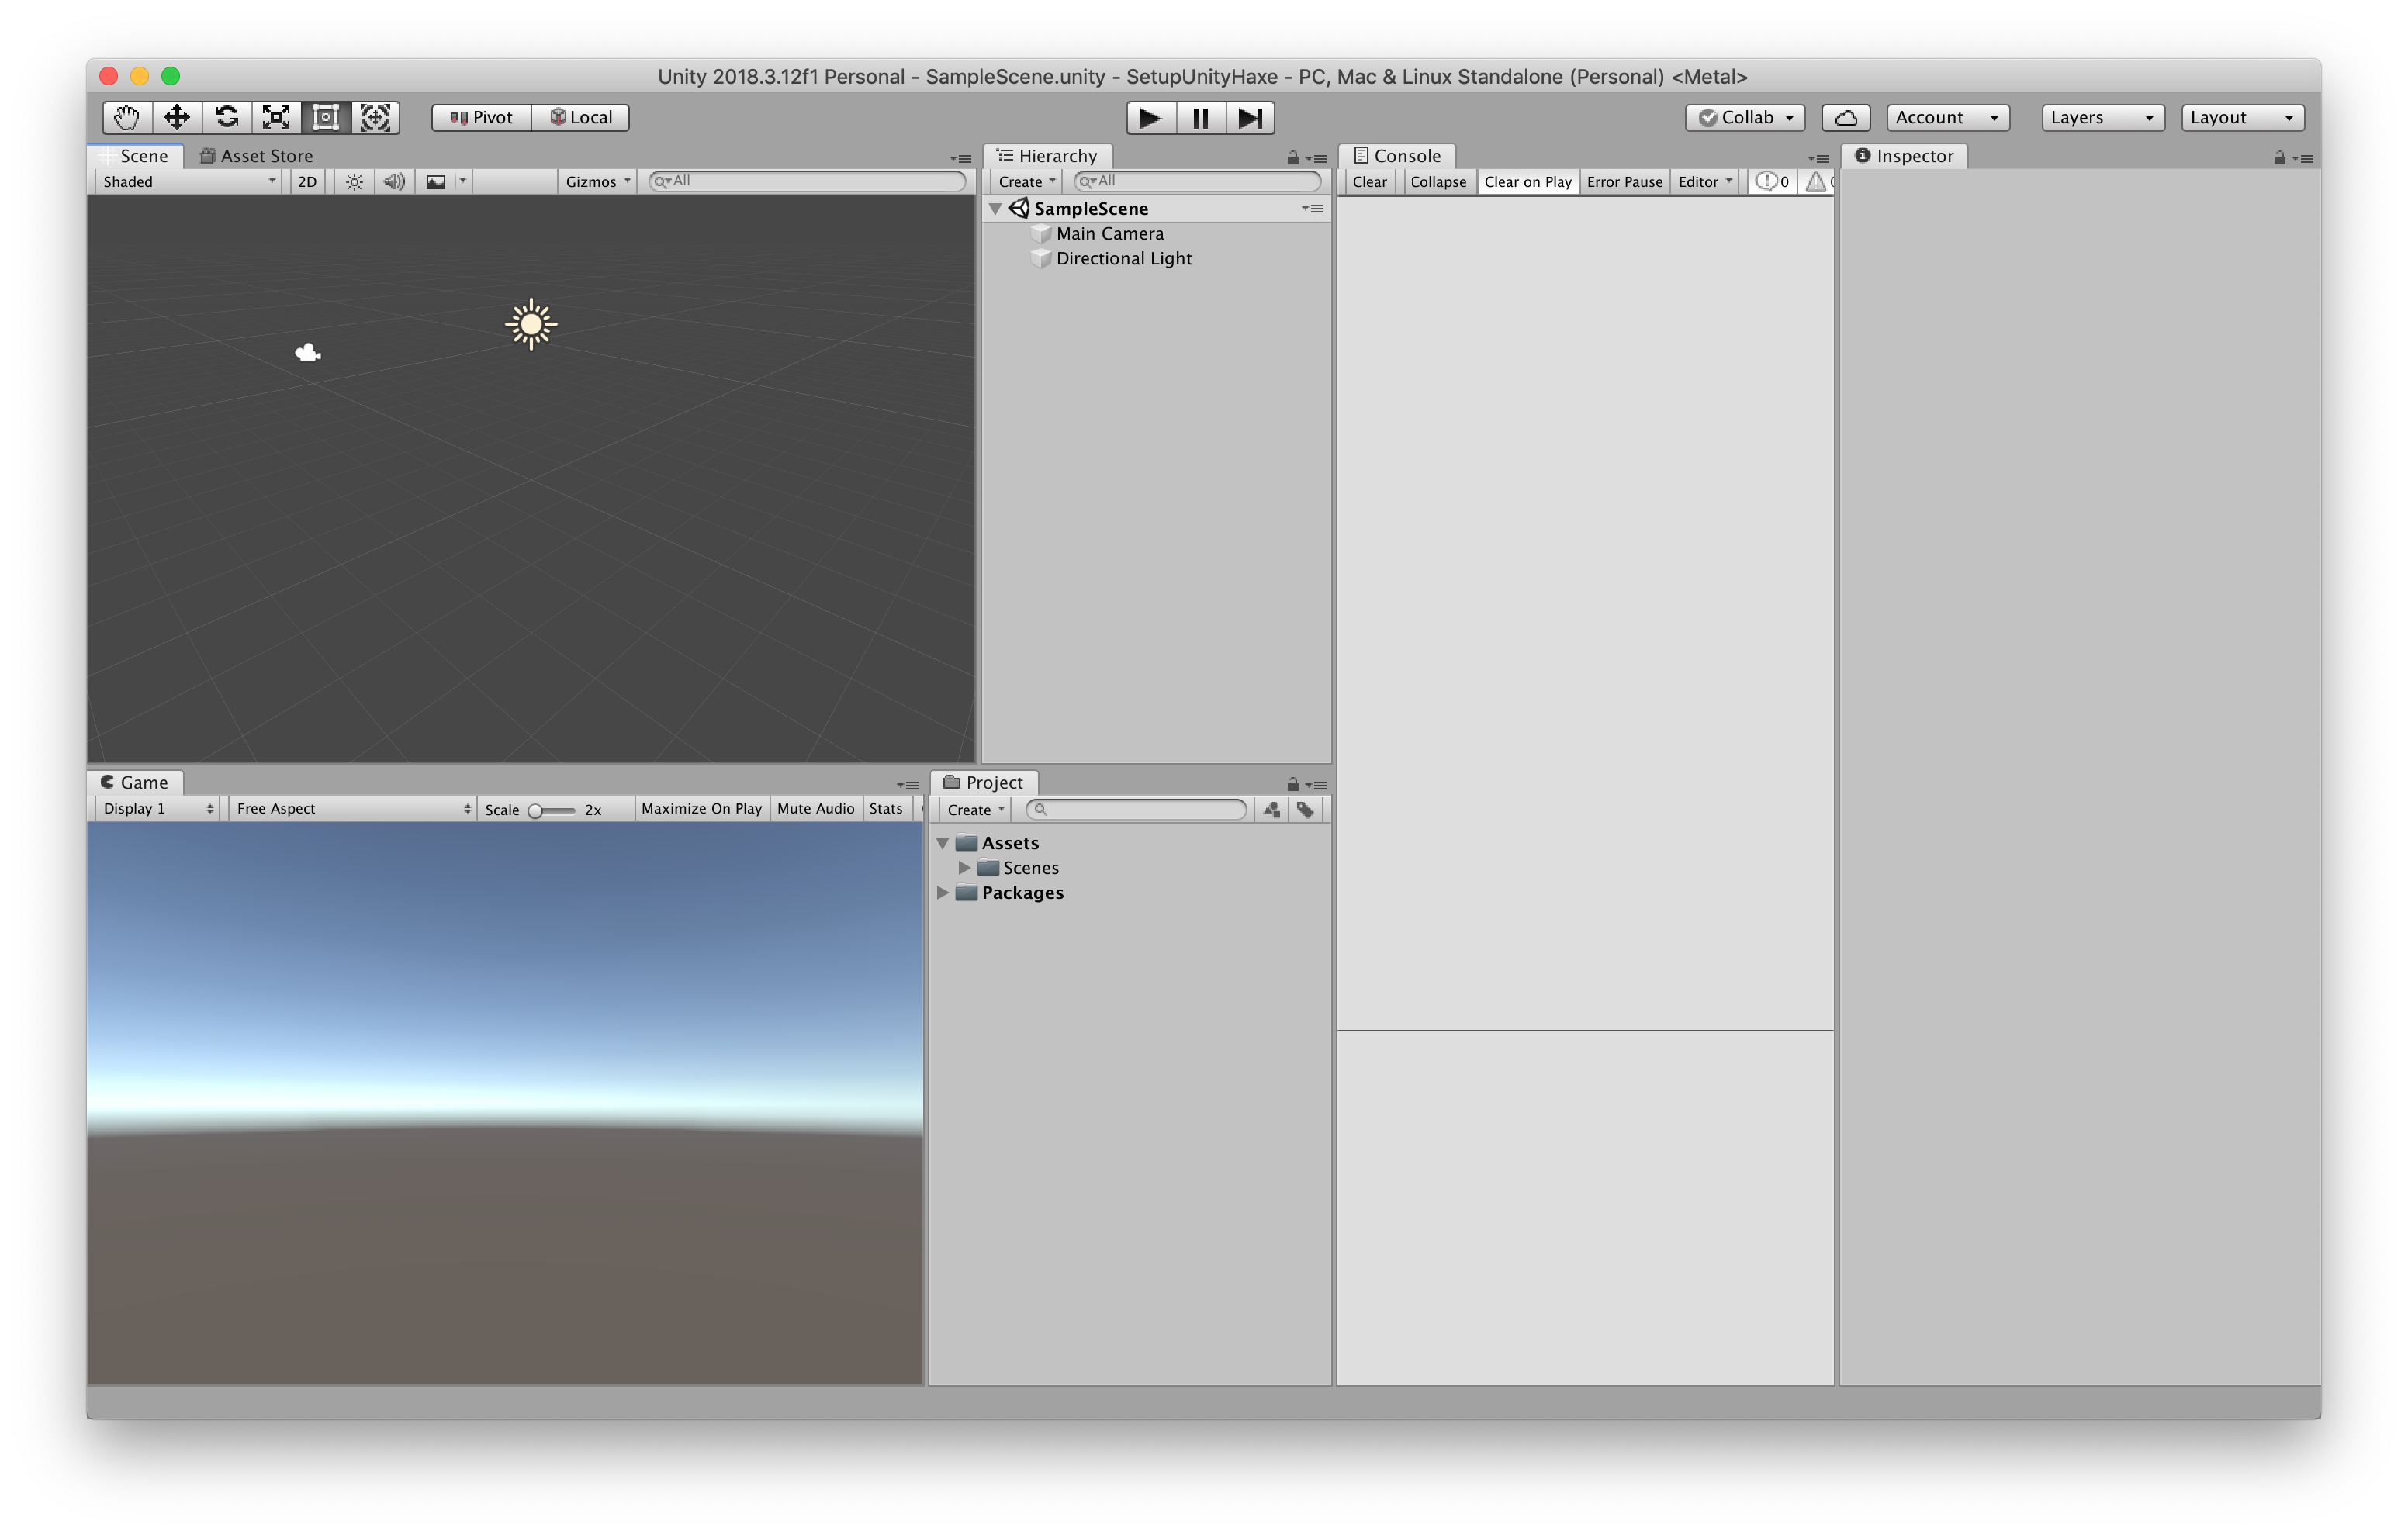 Unity 2018.3.12f1 Personal - SampleScene.unity - SetupUnityHaxe - PC, Mac & Linux Standalone (Personal) <Metal>
Pivot Local Collab Account Layers Layout
Scene Asset Store
Shaded 2D Gizmos All
Hierarchy
Create All
SampleScene
Main Camera
Directional Light
Console
Clear Collapse Clear on Play Error Pause Editor 0
Inspector
Game
Display 1 Free Aspect Scale 2x Maximize On Play Mute Audio Stats
Project
Create
Assets
Scenes
Packages